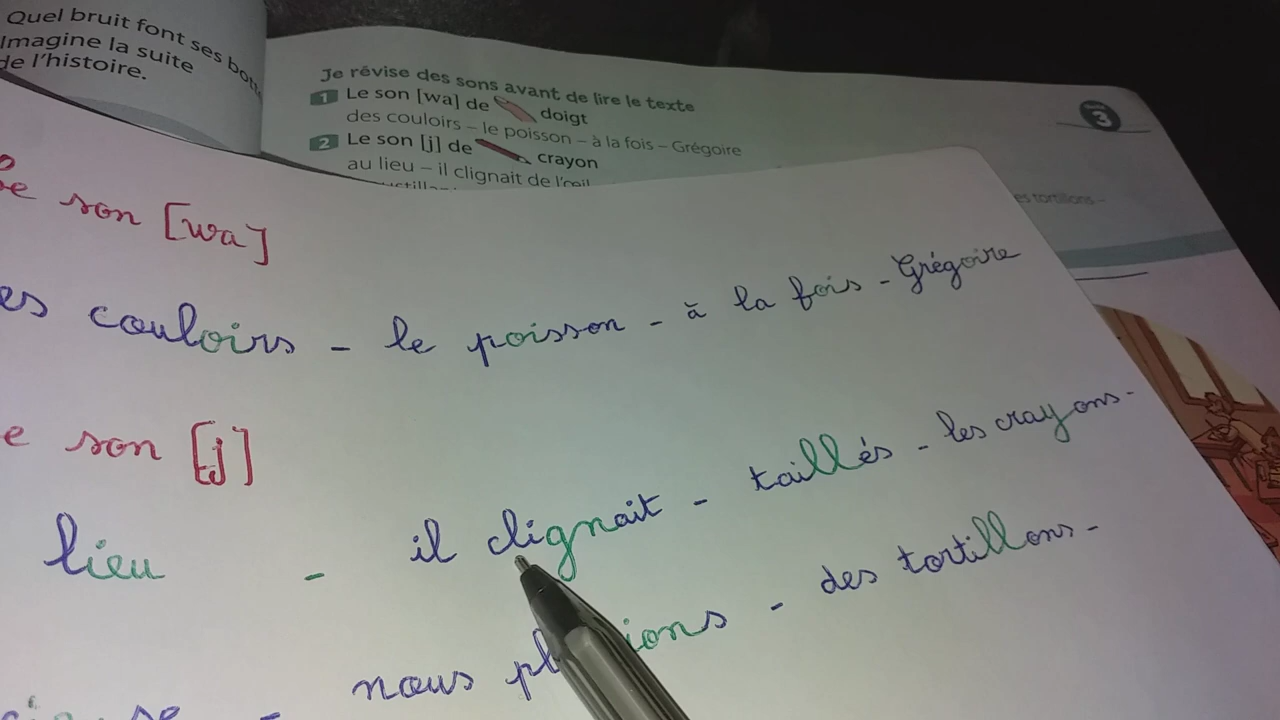 Quel bruit font ses
Imagine la suite
de l'histoire.
Je révise des sons avant de lire le texte
1 Le son [wa] de doigt
des couloirs – le poisson – à la fois – Grégoire
2 Le son [j] de crayon
au lieu – il clignait de l'œil
3
es tortillons –
son [wa]
es couloirs - le poisson - à la fois - Grégoire
e son [j]
lieu - il clignait - taillés - les crayons -
nous - des tortillons -